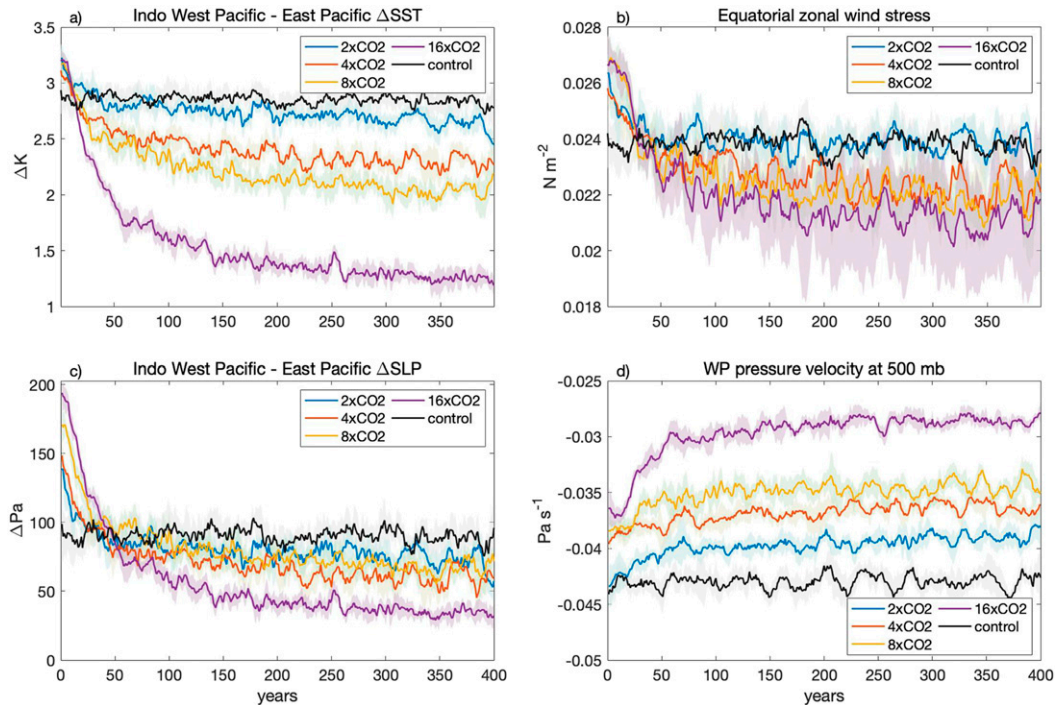 a) Indo West Pacific - East Pacific ΔSST
3.5
3
2.5
2
1.5
1
ΔK
2xCO2 16xCO2
4xCO2 control
8xCO2
50 100 150 200 250 300 350
b) Equatorial zonal wind stress
0.028
0.026
0.024
0.022
0.02
0.018
N m⁻²
2xCO2 16xCO2
4xCO2 control
8xCO2
0 50 100 150 200 250 300 350 400
c) Indo West Pacific - East Pacific ΔSLP
200
150
100
50
0
ΔPa
2xCO2 16xCO2
4xCO2 control
8xCO2
0 50 100 150 200 250 300 350 400
years
d) WP pressure velocity at 500 mb
-0.025
-0.03
-0.035
-0.04
-0.045
-0.05
Pa s⁻¹
2xCO2 16xCO2
4xCO2 control
8xCO2
0 50 100 150 200 250 300 350 400
years